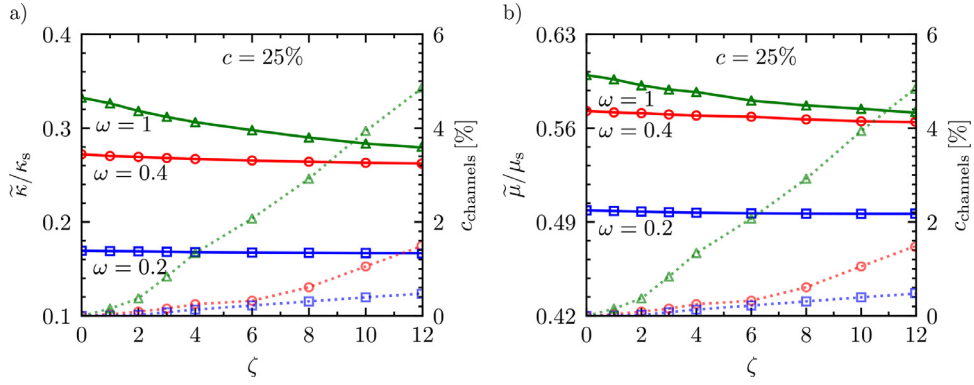 a)
0.4
0.3
0.2
0.1
κ̃/κₛ
c = 25%
ω = 1
ω = 0.4
ω = 0.2
6
4
2
0
c_channels [%]
0 2 4 6 8 10 12
ζ
b)
0.63
0.56
0.49
0.42
μ̃/μₛ
c = 25%
ω = 1
ω = 0.4
ω = 0.2
6
4
2
0
c_channels [%]
0 2 4 6 8 10 12
ζ